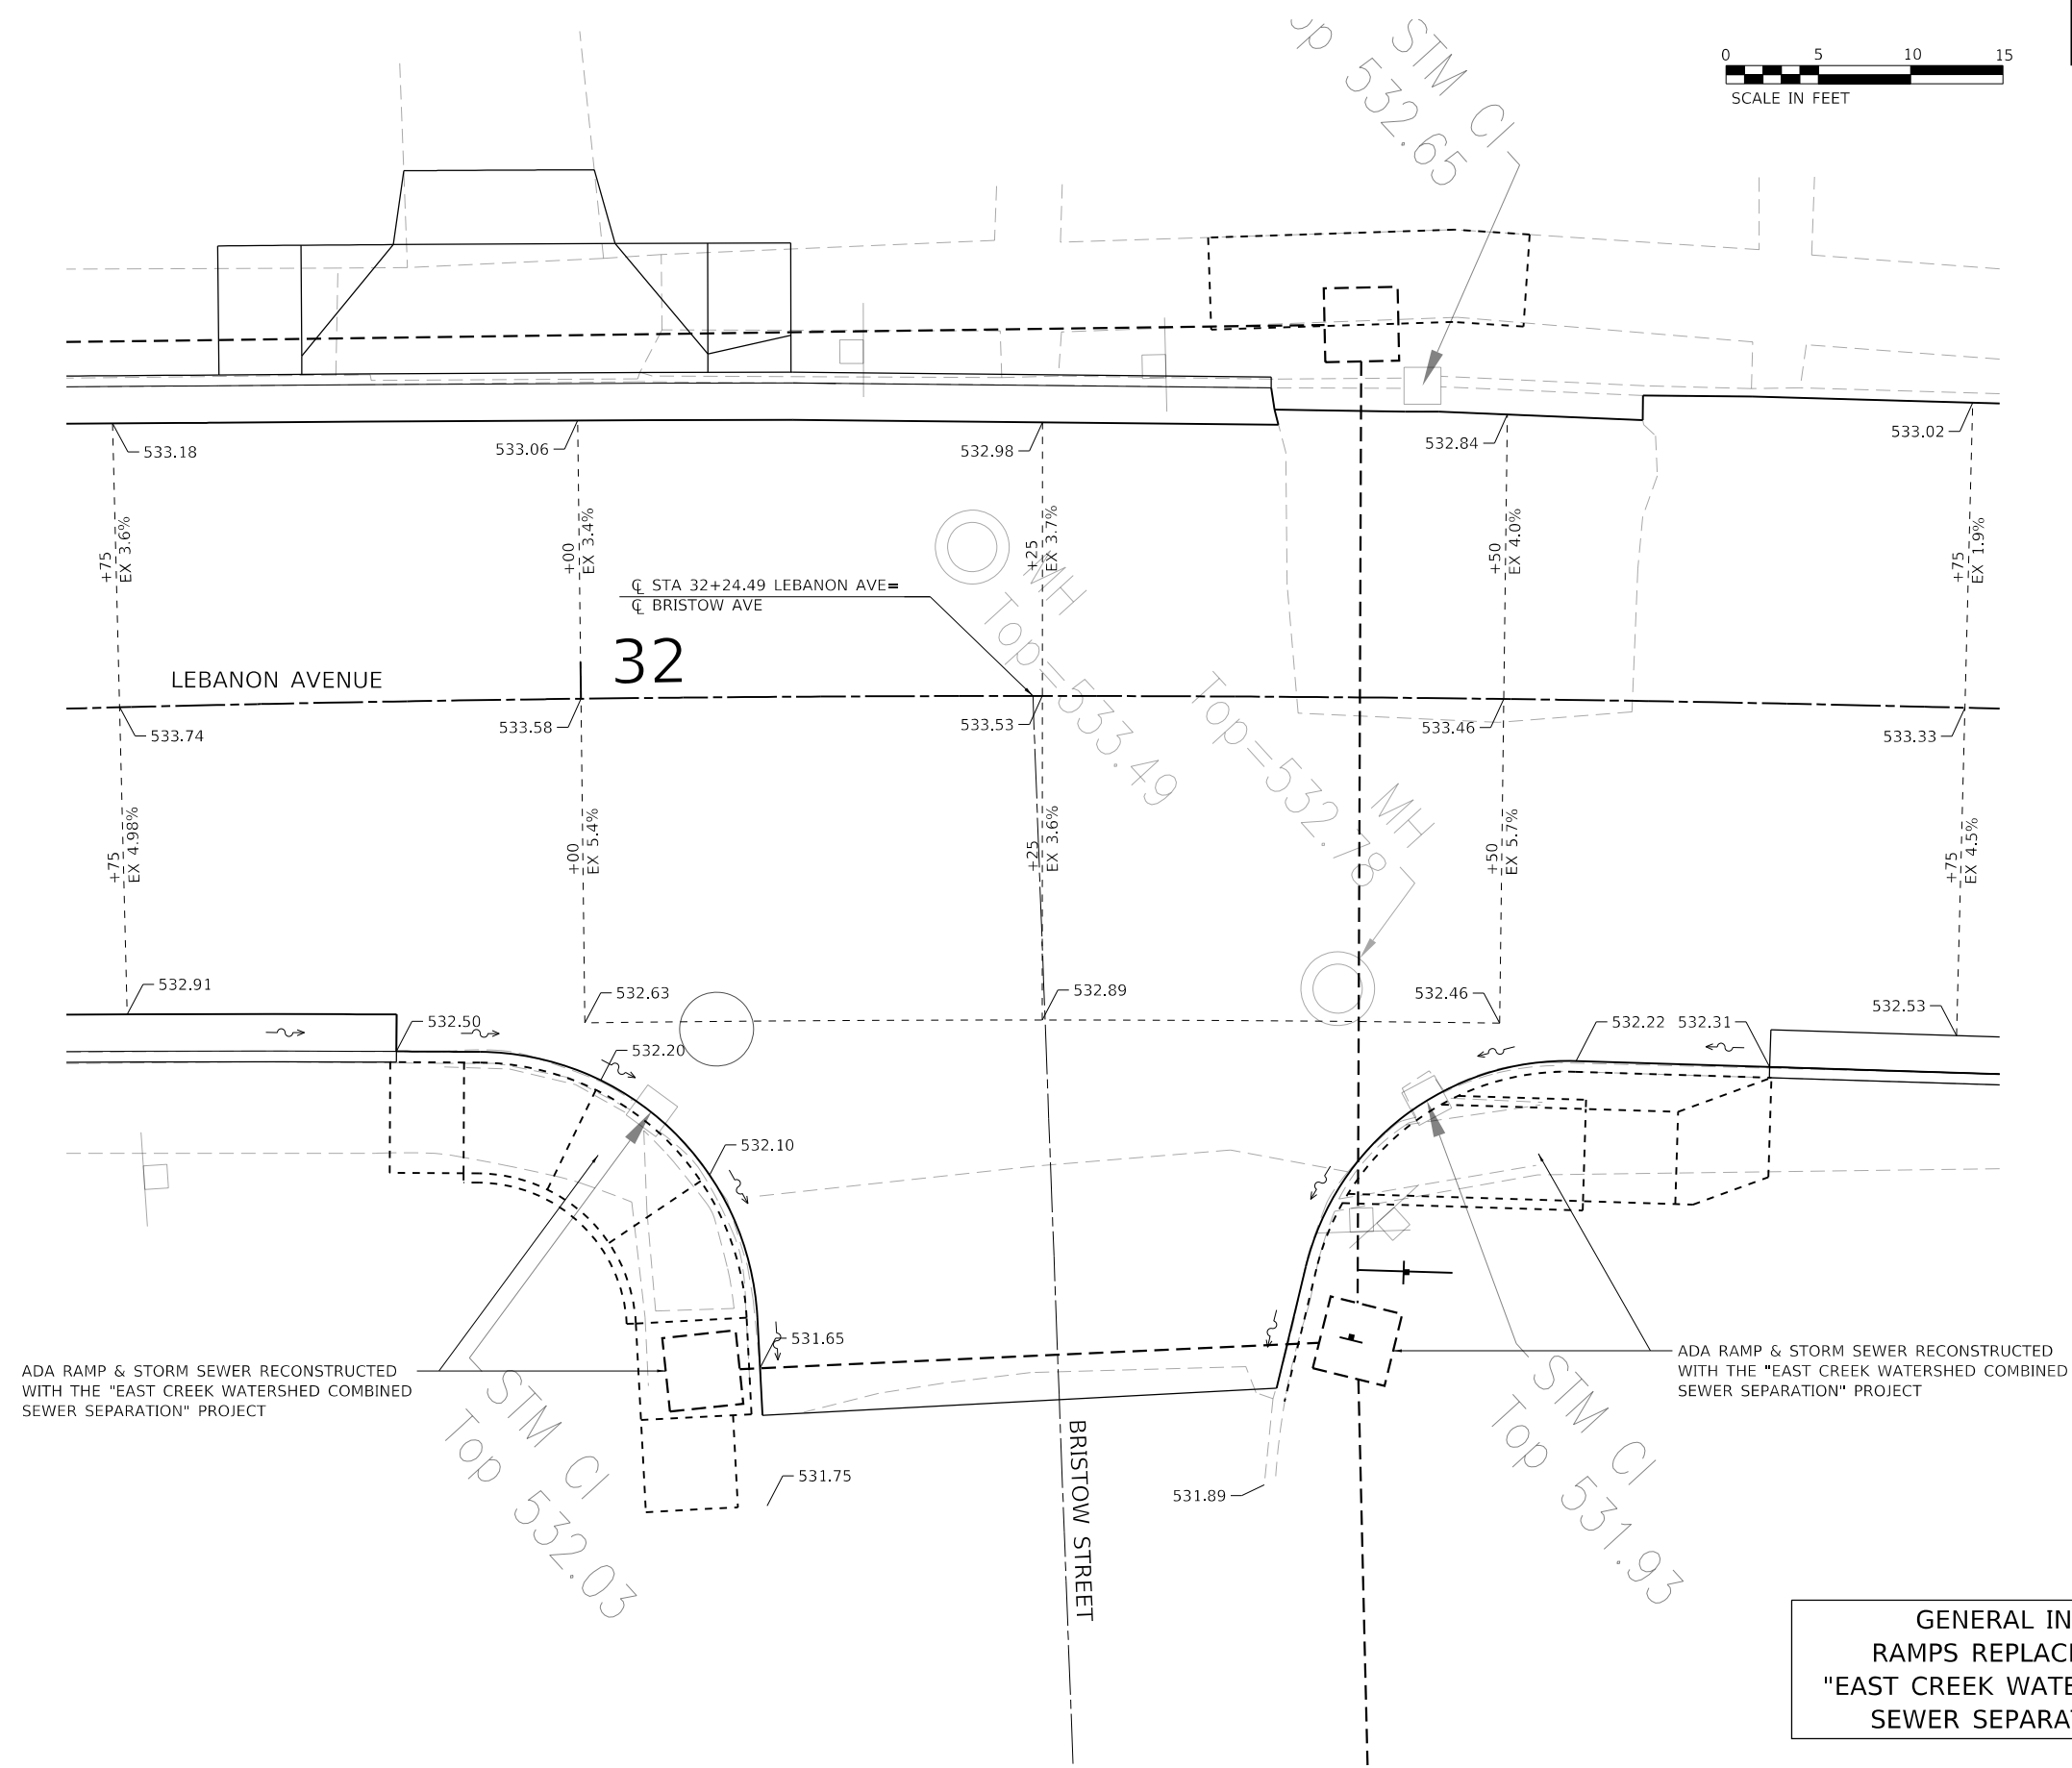 0 5 10 15
SCALE IN FEET
STM CI
532.65
533.18
533.06
532.98
532.84
533.02
+75
EX 3.6%
+00
EX 3.4%
+25
EX 3.7%
+50
EX 4.0%
+75
EX 1.9%
℄ STA 32+24.49 LEBANON AVE=
℄ BRISTOW AVE
MH
Top=533.49
32
LEBANON AVENUE
533.74
533.58
533.53
533.46
533.33
MH
Top=532.78
+75
EX 4.98%
+00
EX 5.4%
+25
EX 3.6%
+50
EX 5.7%
+75
EX 4.5%
532.91
532.63
532.89
532.46
532.53
532.50
532.20
532.22
532.31
532.10
531.65
531.75
531.89
ADA RAMP & STORM SEWER RECONSTRUCTED
WITH THE "EAST CREEK WATERSHED COMBINED
SEWER SEPARATION" PROJECT
ADA RAMP & STORM SEWER RECONSTRUCTED
WITH THE "EAST CREEK WATERSHED COMBINED
SEWER SEPARATION" PROJECT
STM CI
Top 532.03
BRISTOW STREET
STM CI
Top 531.93
GENERAL IN
RAMPS REPLAC
"EAST CREEK WATE
SEWER SEPARA